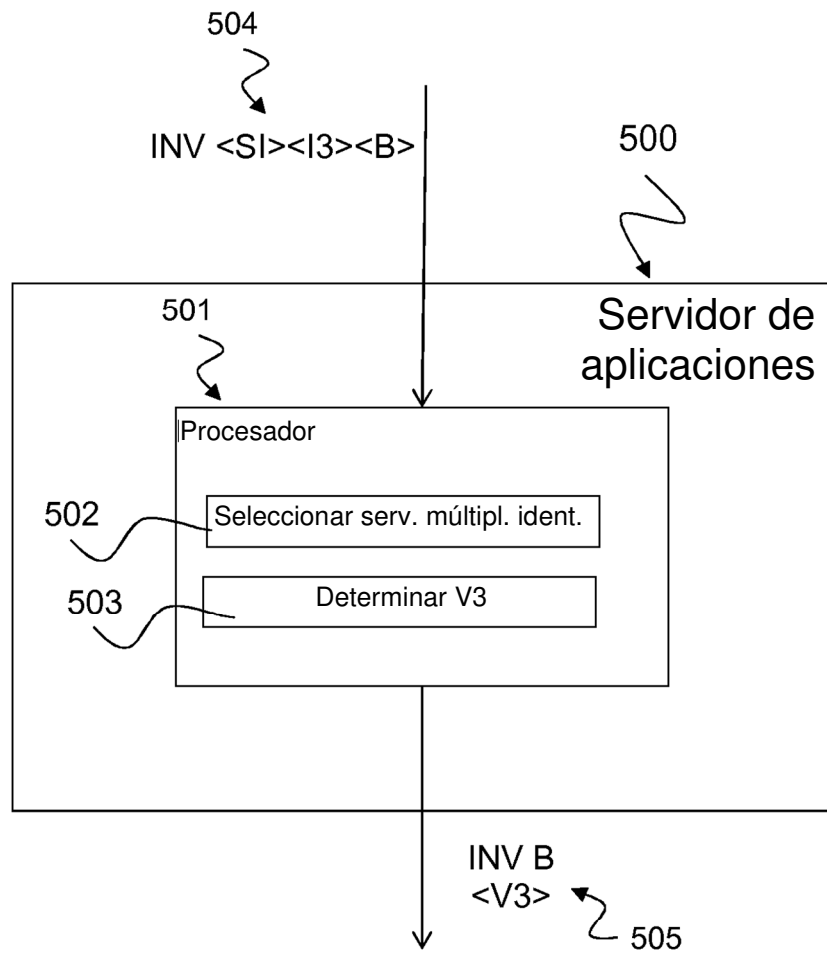 504
INV <SI><I3><B>
500
Servidor de
aplicaciones
501
Procesador
502
Seleccionar serv. múltipl. ident.
503
Determinar V3
INV B
<V3>
505